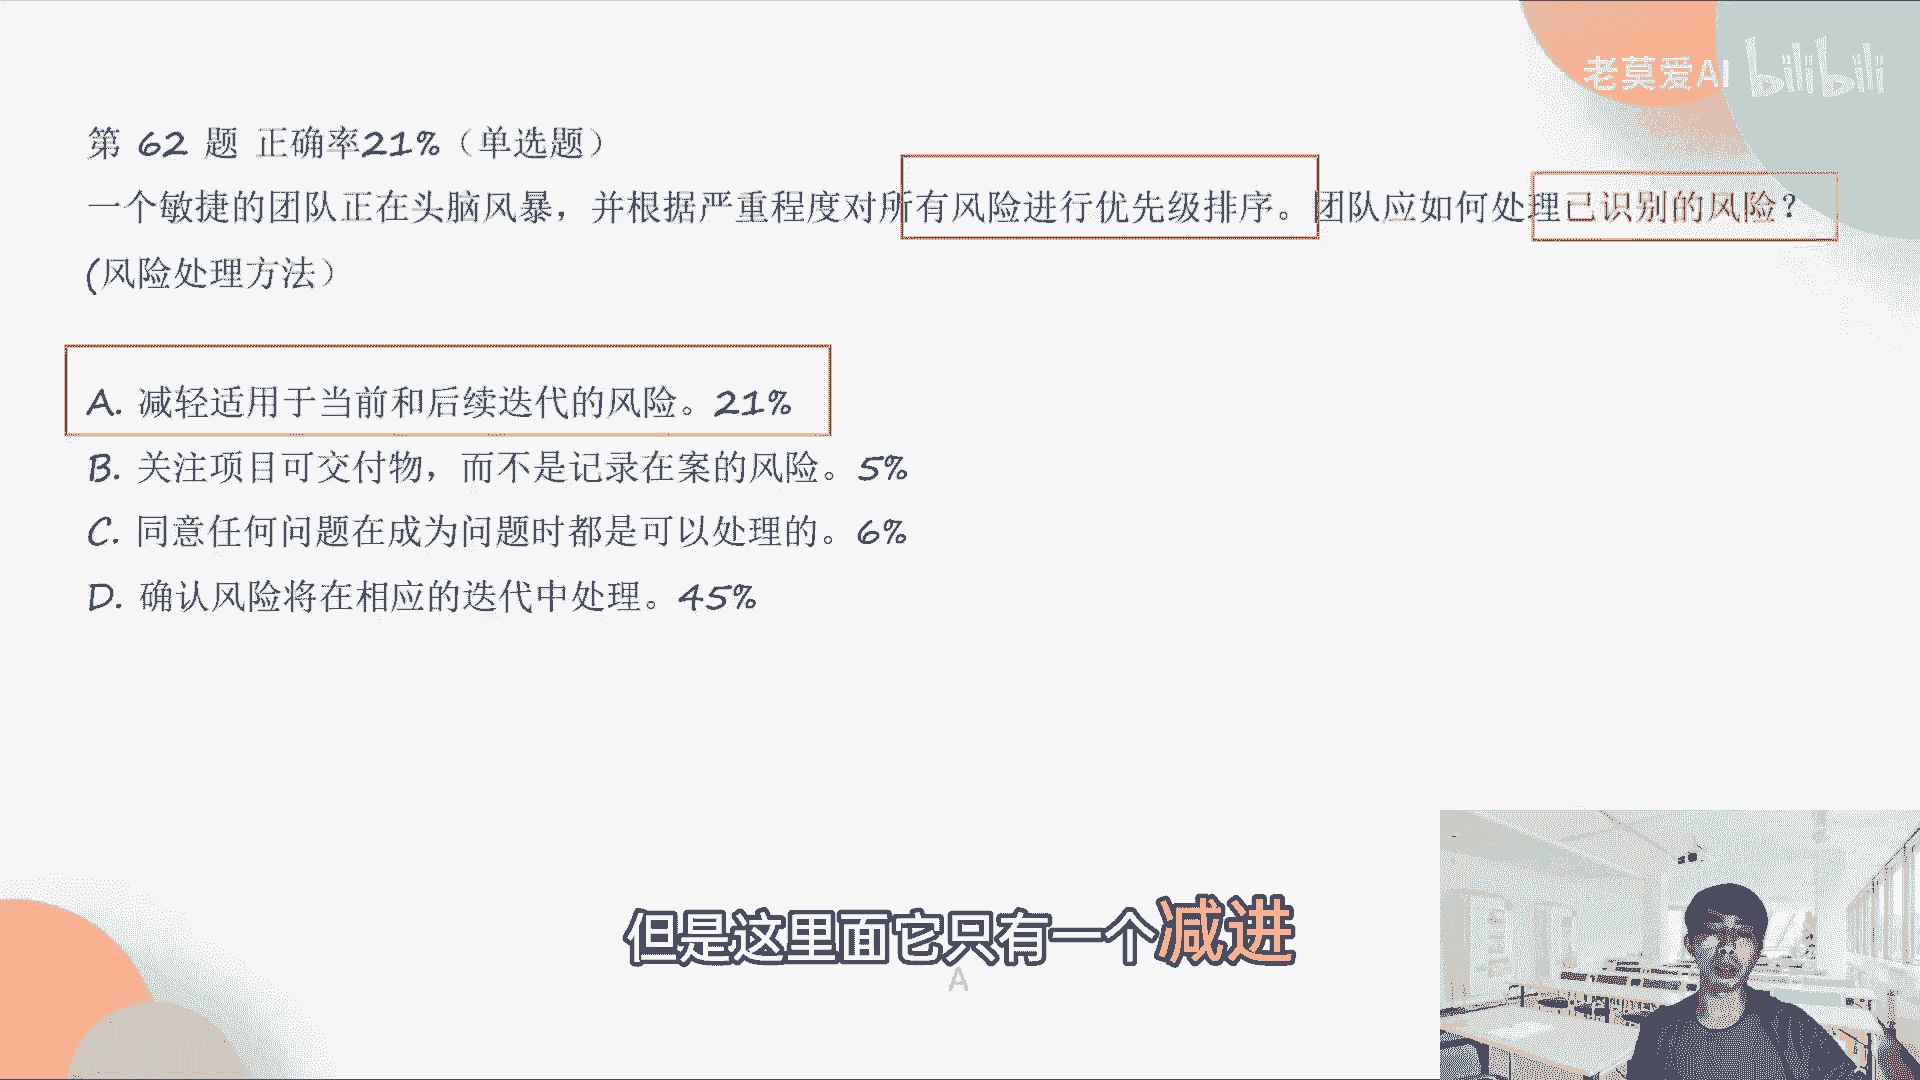 老莫爱AI bilibili
第 62 题 正确率21%（单选题）
一个敏捷的团队正在头脑风暴，并根据严重程度对所有风险进行优先级排序。团队应如何处理已识别的风险？
(风险处理方法）
A. 减轻适用于当前和后续迭代的风险。21%
B. 关注项目可交付物，而不是记录在案的风险。5%
C. 同意任何问题在成为问题时都是可以处理的。6%
D. 确认风险将在相应的迭代中处理。45%
但是这里面它只有一个减进
A